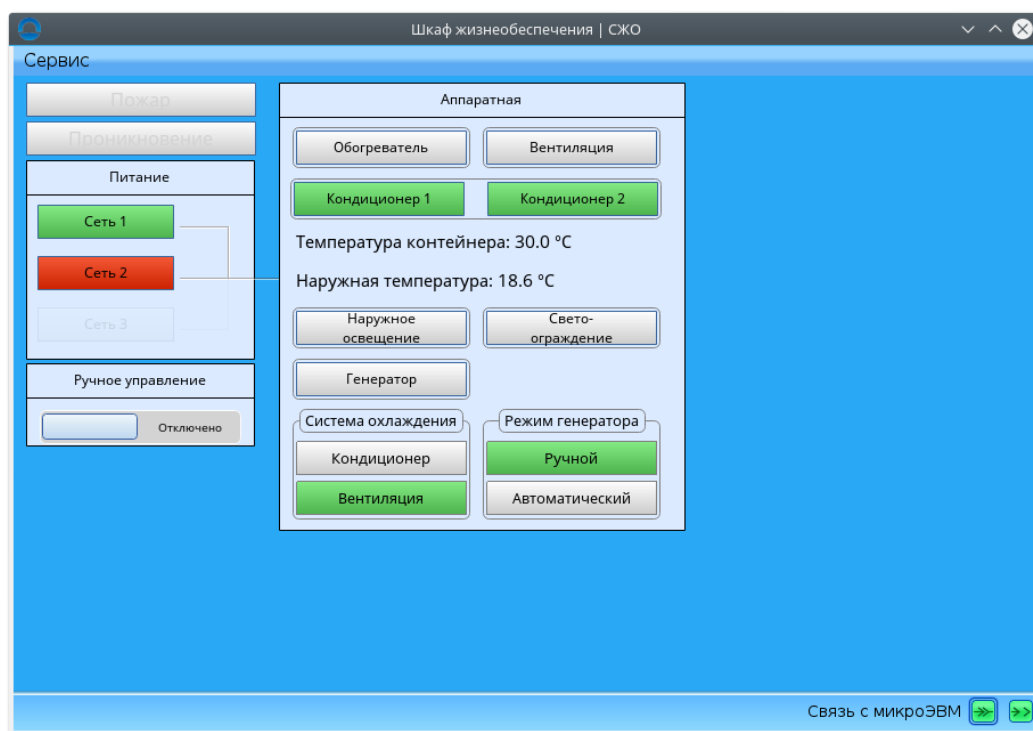 Шкаф жизнеобеспечения | СЖО
Сервис
Пожар
Проникновение
Питание
Сеть 1
Сеть 2
Сеть 3
Ручное управление
Отключено
Аппаратная
Обогреватель
Вентиляция
Кондиционер 1
Кондиционер 2
Температура контейнера: 30.0 °C
Наружная температура: 18.6 °C
Наружное
освещение
Свето-
ограждение
Генератор
Система охлаждения
Кондиционер
Вентиляция
Режим генератора
Ручной
Автоматический
Связь с микроЭВМ